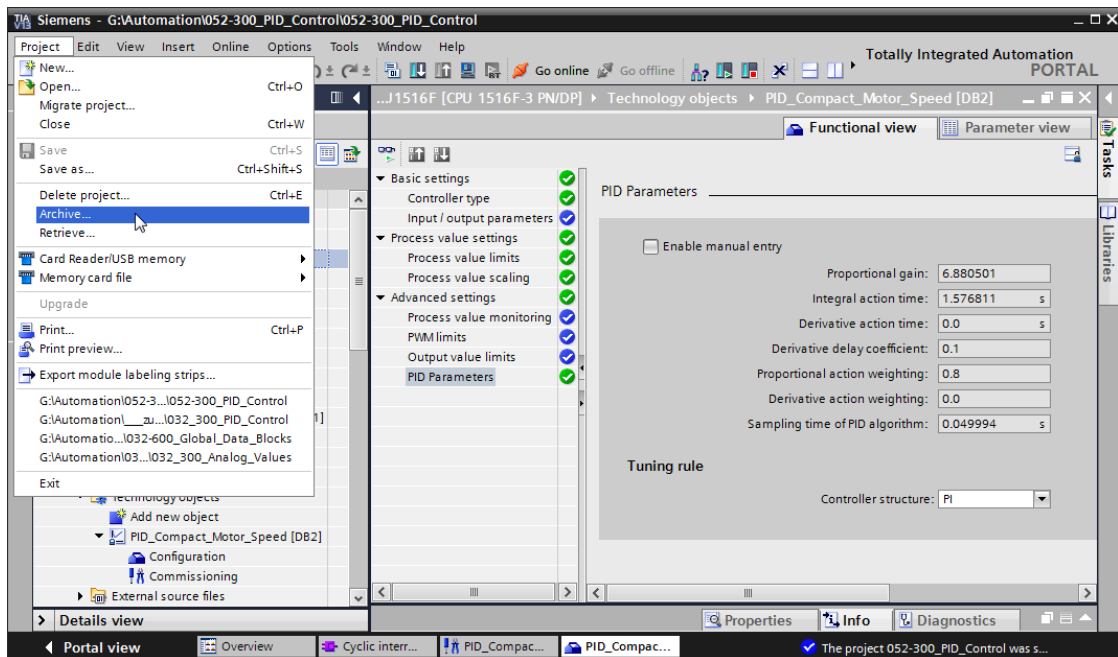 Siemens - G:\Automation\052-300_PID_Control\052-300_PID_Control
Project Edit View Insert Online Options Tools Window Help
Totally Integrated Automation
PORTAL
Go online Go offline
New...
Open... Ctrl+O
Migrate project...
Close Ctrl+W
Save Ctrl+S
Save as... Ctrl+Shift+S
Delete project... Ctrl+E
Archive...
Retrieve...
Card Reader/USB memory
Memory card file
Upgrade
Print... Ctrl+P
Print preview...
Export module labeling strips...
G:\Automation\052-3...\052-300_PID_Control
G:\Automation\___zu...\032_300_PID_Control
G:\Automatio...\032-600_Global_Data_Blocks
G:\Automation\03...\032_300_Analog_Values
Exit
1]
Technology objects
Add new object
PID_Compact_Motor_Speed [DB2]
Configuration
Commissioning
External source files
Details view
...J1516F [CPU 1516F-3 PN/DP] Technology objects PID_Compact_Motor_Speed [DB2]
Functional view Parameter view
Basic settings
Controller type
Input / output parameters
Process value settings
Process value limits
Process value scaling
Advanced settings
Process value monitoring
PWM limits
Output value limits
PID Parameters
PID Parameters
Enable manual entry
Proportional gain: 6.880501
Integral action time: 1.576811 s
Derivative action time: 0.0 s
Derivative delay coefficient: 0.1
Proportional action weighting: 0.8
Derivative action weighting: 0.0
Sampling time of PID algorithm: 0.049994 s
Tuning rule
Controller structure: PI
Tasks
Libraries
Properties Info Diagnostics
Portal view Overview Cyclic interr... PID_Compac... PID_Compac... The project 052-300_PID_Control was s...